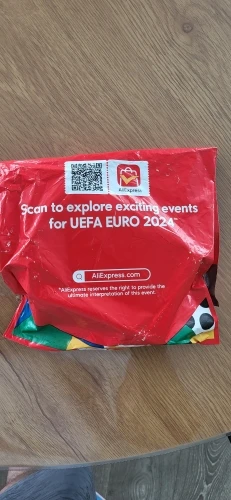 AliExpress
Scan to explore exciting events
for UEFA EURO 2024*
AliExpress.com
*AliExpress reserves the right to provide the
ultimate interpretation of this event.